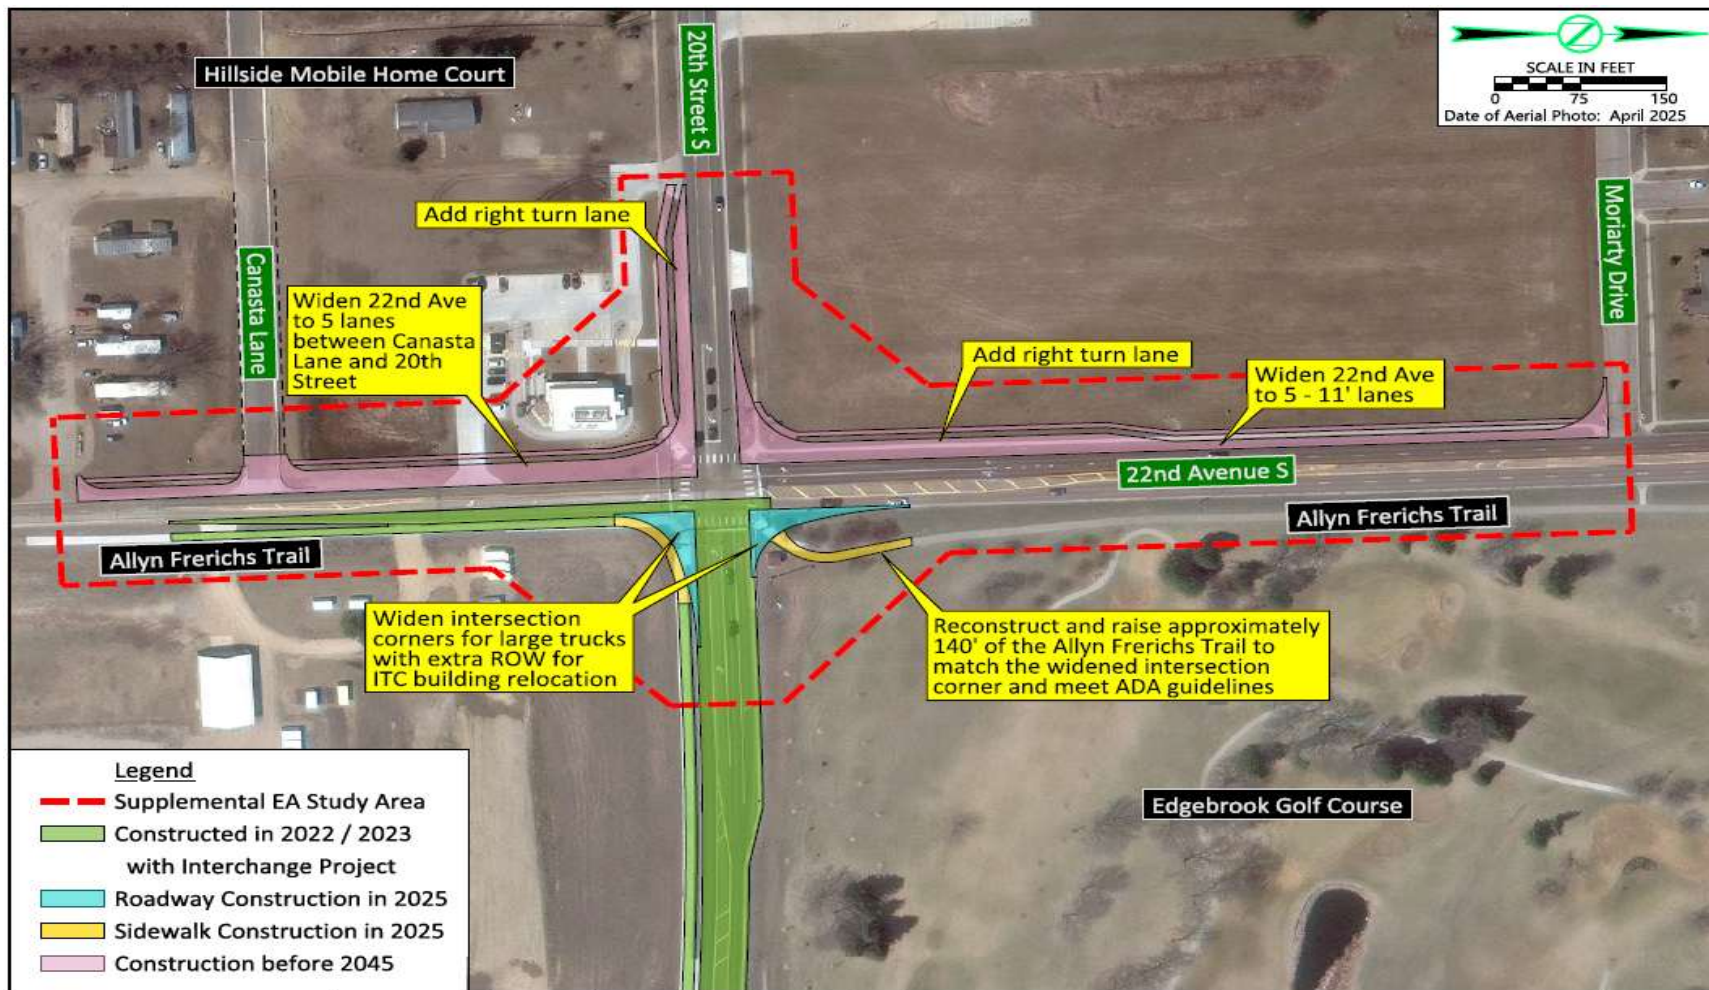 Hillside Mobile Home Court
20th Street S
SCALE IN FEET
0 75 150
Date of Aerial Photo: April 2025
Add right turn lane
Canasta Lane
Moriarty Drive
Widen 22nd Ave
to 5 lanes
between Canasta
Lane and 20th
Street
Add right turn lane
Widen 22nd Ave
to 5 - 11' lanes
22nd Avenue S
Allyn Frerichs Trail
Allyn Frerichs Trail
Widen intersection
corners for large trucks
with extra ROW for
ITC building relocation
Reconstruct and raise approximately
140' of the Allyn Frerichs Trail to
match the widened intersection
corner and meet ADA guidelines
Edgebrook Golf Course
Legend
Supplemental EA Study Area
Constructed in 2022 / 2023
with Interchange Project
Roadway Construction in 2025
Sidewalk Construction in 2025
Construction before 2045